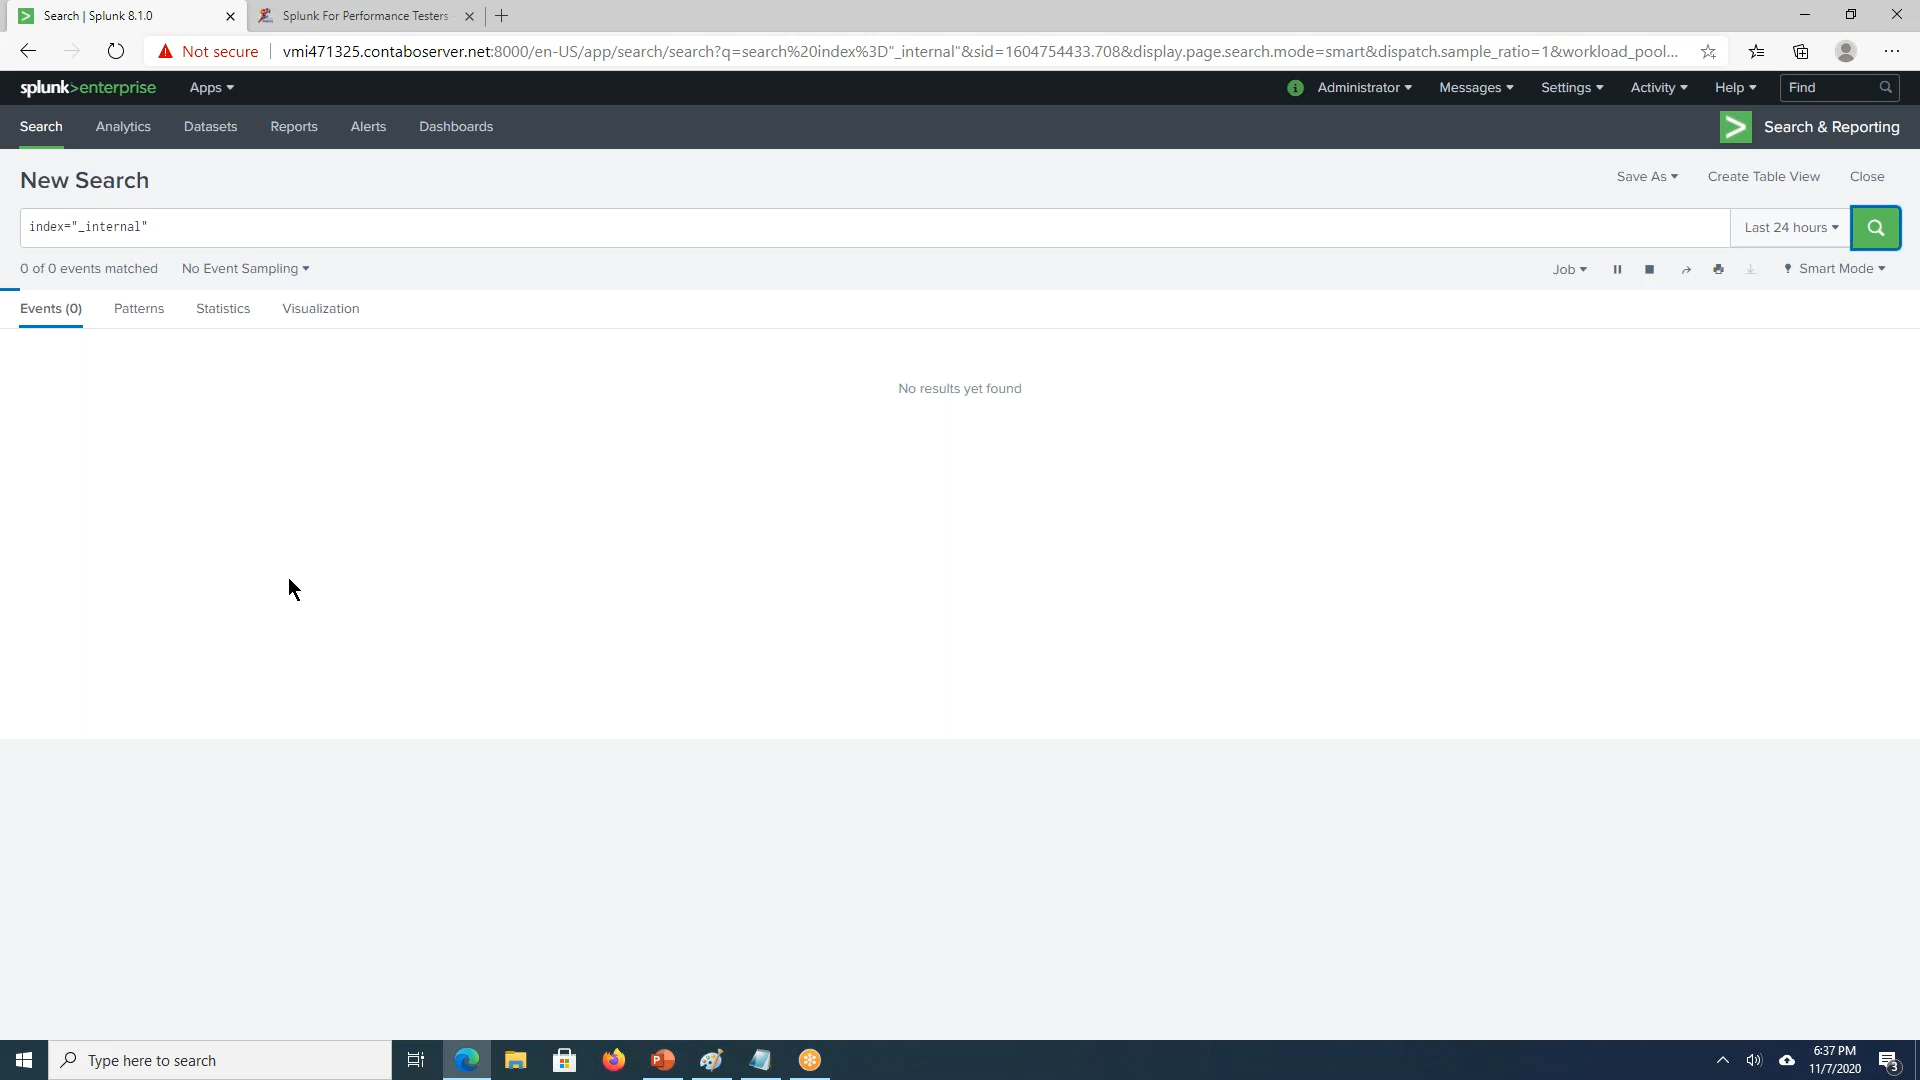 Search | Splunk 8.1.0
Splunk For Performance Testers
Not secure
vmi471325.contaboserver.net:8000/en-US/app/search/search?q=search%20index%3D"_internal"&sid=1604754433.708&display.page.search.mode=smart&dispatch.sample_ratio=1&workload_pool...
splunk>enterprise Apps
i Administrator Messages Settings Activity Help Find
Search Analytics Datasets Reports Alerts Dashboards
Search & Reporting
New Search
Save As Create Table View Close
index="_internal"
Last 24 hours
0 of 0 events matched No Event Sampling
Job Smart Mode
Events (0) Patterns Statistics Visualization
No results yet found
Type here to search
6:37 PM
11/7/2020
3